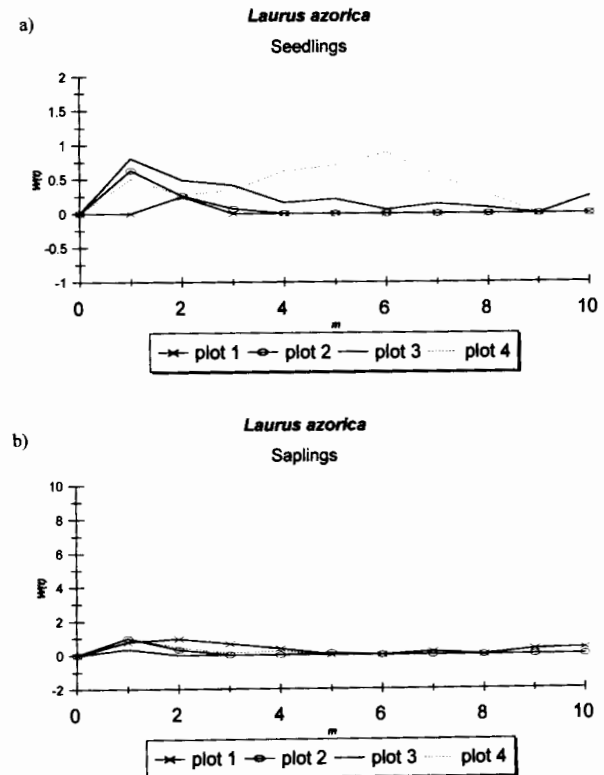 a)
Laurus azorica
Seedlings
2
1.5
1
0.5
0
-0.5
-1
w(t)
0 2 4 6 8 10
m
plot 1 plot 2 plot 3 plot 4
b)
Laurus azorica
Saplings
10
8
6
4
2
0
-2
w(t)
0 2 4 6 8 10
m
plot 1 plot 2 plot 3 plot 4